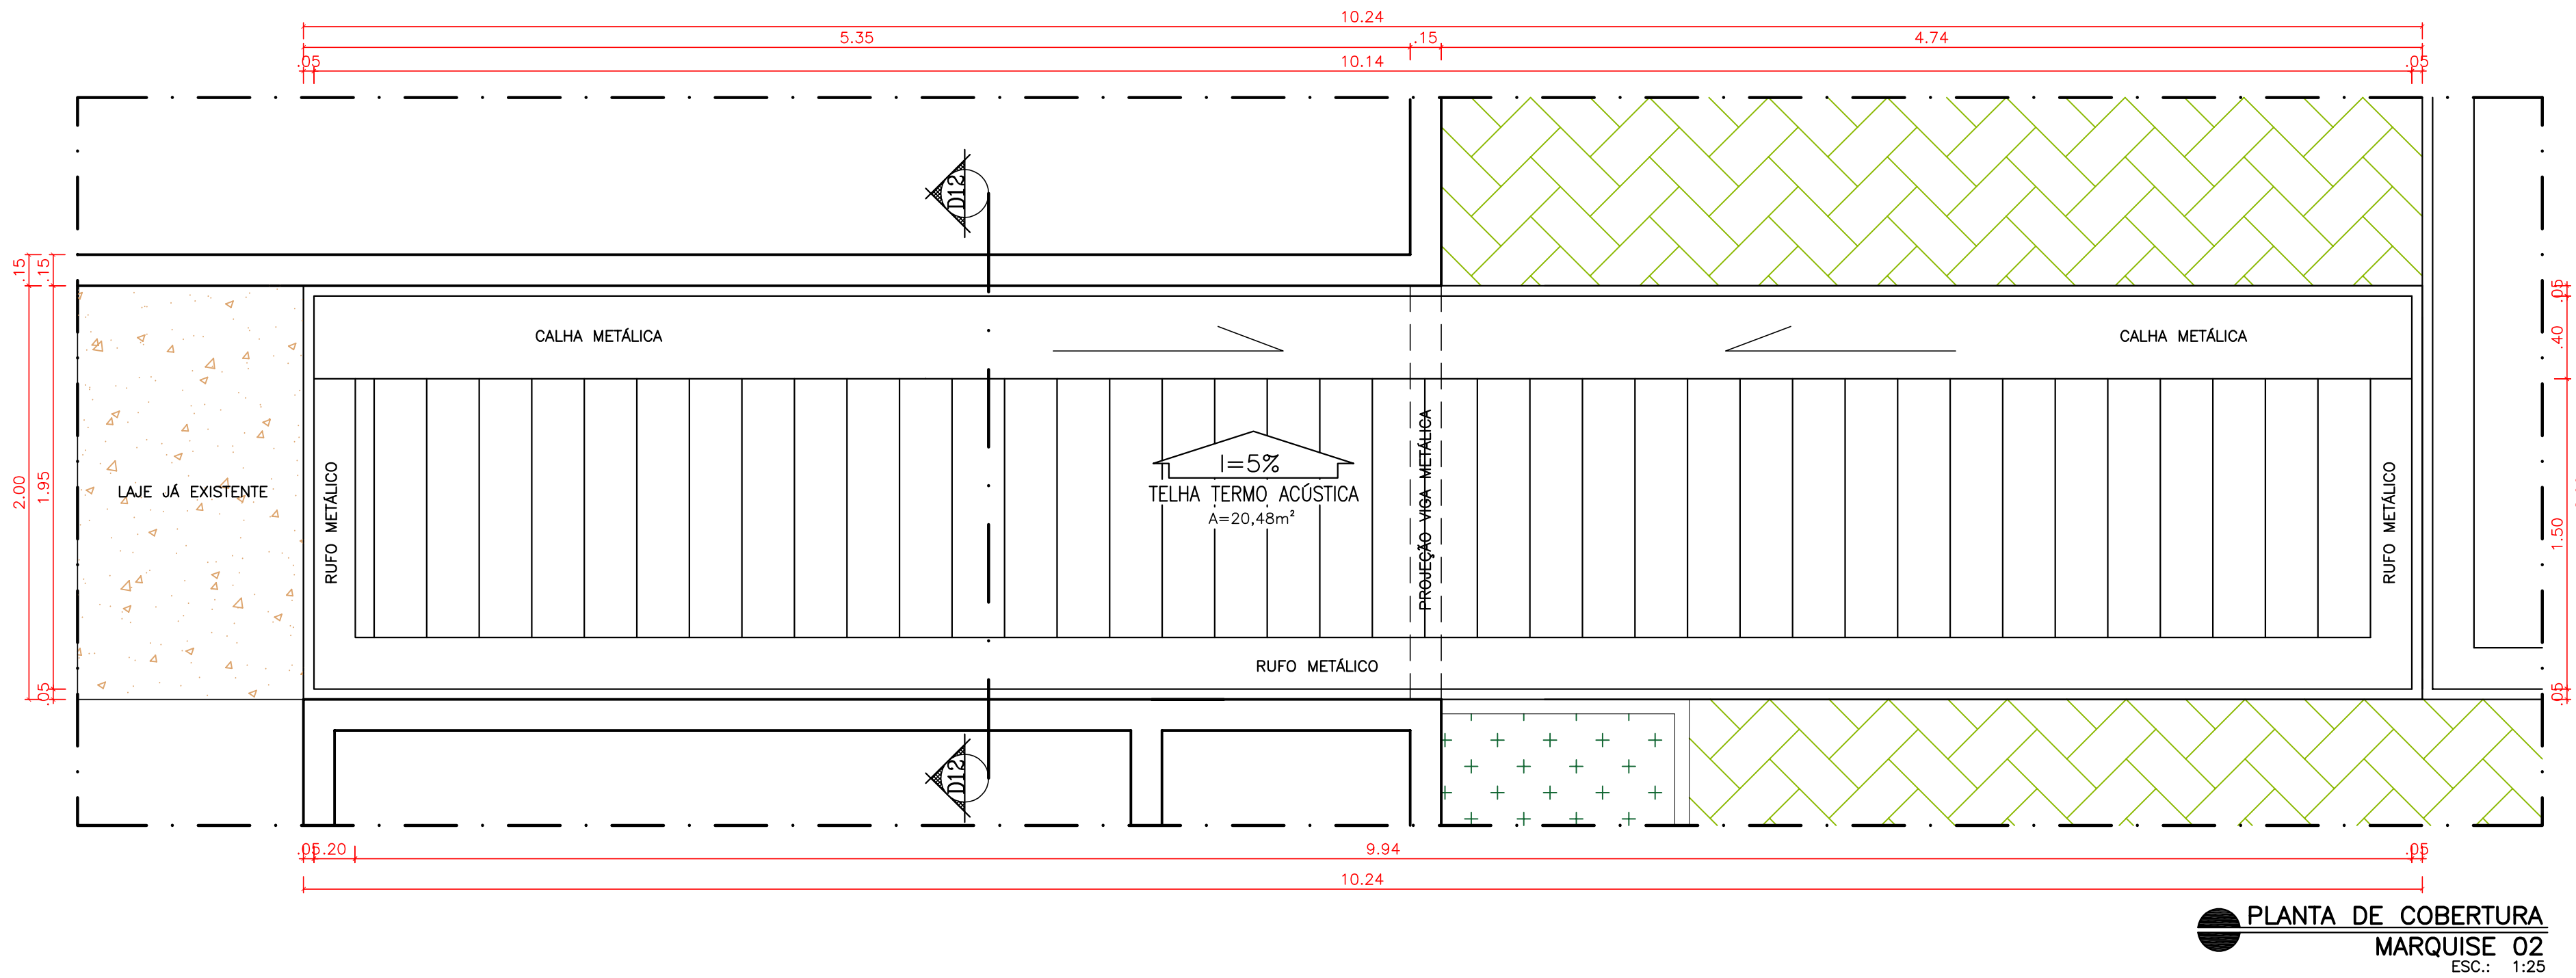 10.24
5.35 .15 4.74
.05 10.14 .05
D12
.15 .15
CALHA METÁLICA
CALHA METÁLICA
.05
.40
1.50
.05
2.00
1.95
.05
LAJE JÁ EXISTENTE
RUFO METÁLICO
I=5%
TELHA TERMO ACÚSTICA
A=20,48m²
PROJEÇÃO VIGA METÁLICA
RUFO METÁLICO
RUFO METÁLICO
D12
.05 .20 9.94 .05
10.24
PLANTA DE COBERTURA
MARQUISE 02
ESC.: 1:25